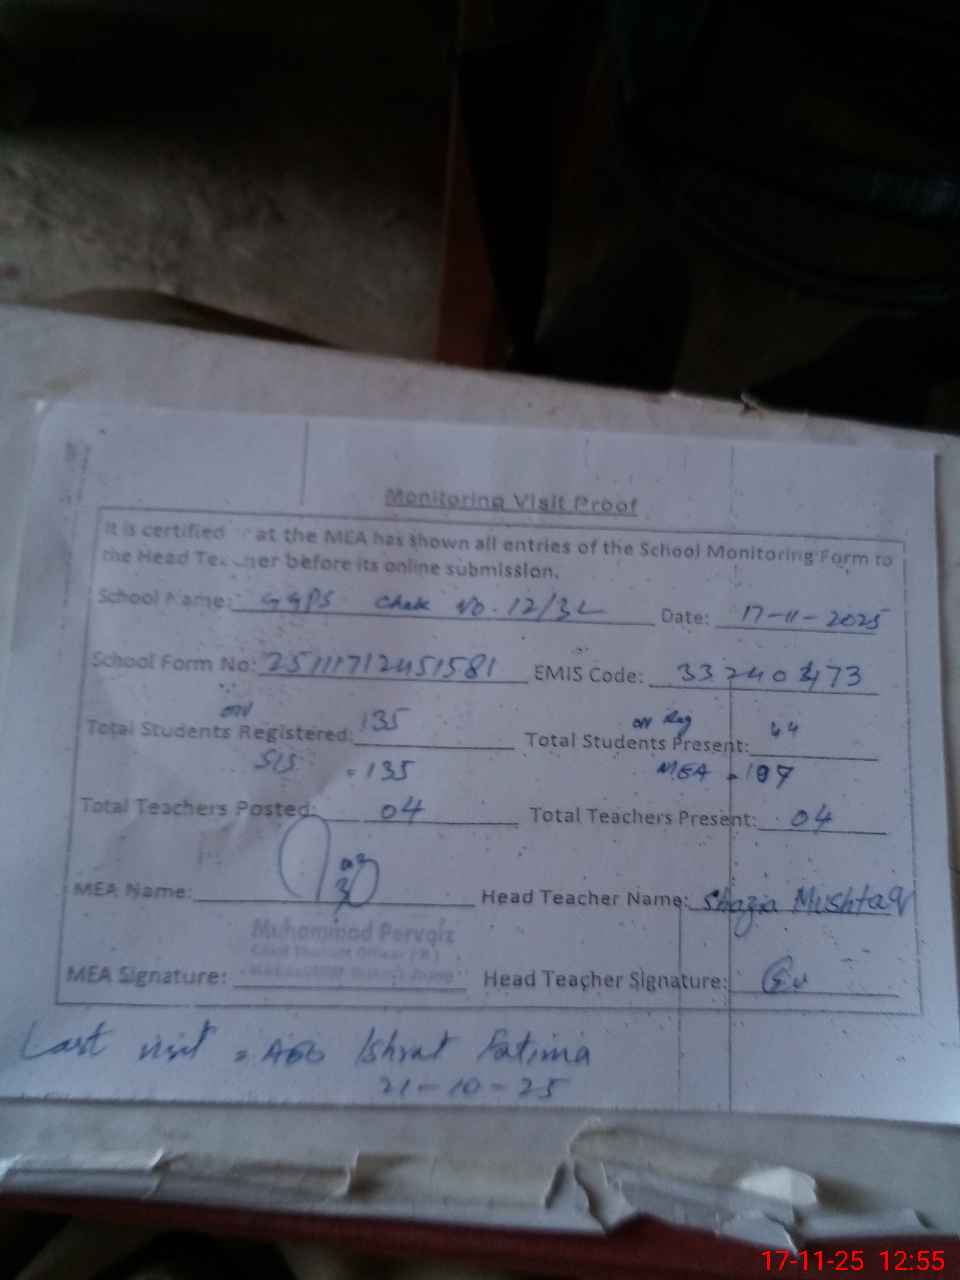 Monitoring Visit Proof
It is certified at the MEA has shown all entries of the School Monitoring Form to
the Head Teacher before its online submission.
School Name: GGPS Chak No. 12/3L Date: 17-11-2025
School Form No: 25111712451581 EMIS Code: 33240473
on Reg
Total Students Registered: 135 Total Students Present: 44
SIS = 135 MEA = 107
Total Teachers Posted: 04 Total Teachers Present: 04
MEA Name: Head Teacher Name: Shazia Mushtaq
Muhammad Pervaiz
MEA Signature: Head Teacher Signature:
Last visit = AEO Ishrat Fatima
21-10-25
17-11-25 12:55